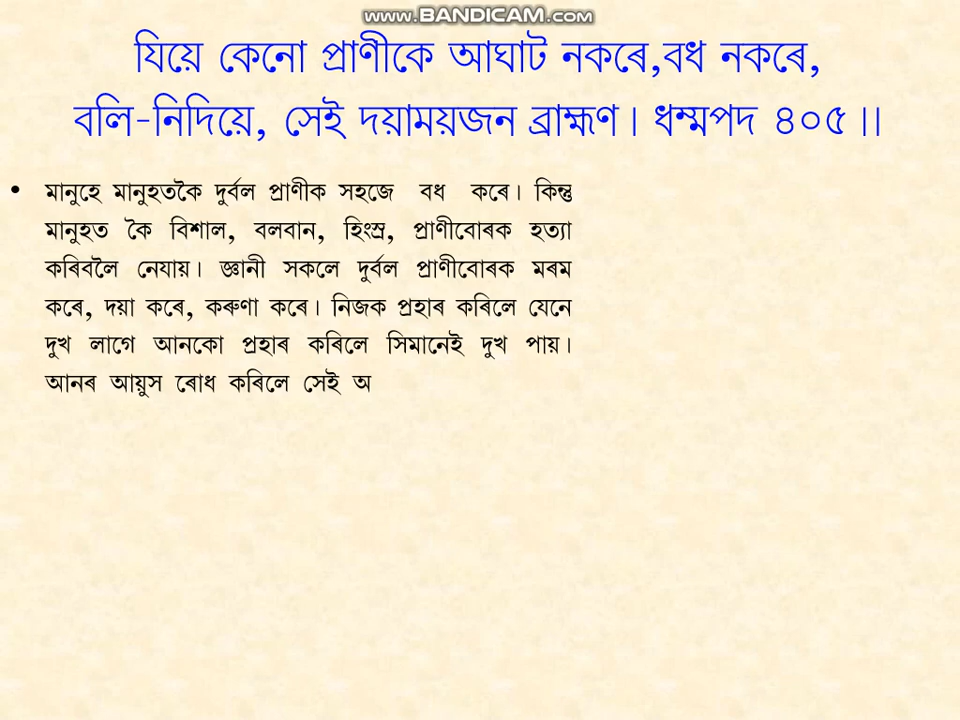 www.BANDICAM.com
যিয়ে কেনো প্ৰাণীকে আঘাট নকৰে,বধ নকৰে,
বলি-নিদিয়ে, সেই দয়াময়জন ব্ৰাহ্মণ। ধম্মপদ ৪০৫।।
• মানুহে মানুহতকৈ দুৰ্বল প্ৰাণীক সহজে বধ কৰে। কিন্তু
মানুহত কৈ বিশাল, বলবান, হিংস্ৰ, প্ৰাণীবোৰক হত্যা
কৰিবলৈ নেযায়। জ্ঞানী সকলে দুৰ্বল প্ৰাণীবোৰক মৰম
কৰে, দয়া কৰে, কৰুণা কৰে। নিজক প্ৰহাৰ কৰিলে যেনে
দুখ লাগে আনকো প্ৰহাৰ কৰিলে সিমানেই দুখ পায়।
আনৰ আয়ুস ৰোধ কৰিলে সেই অ